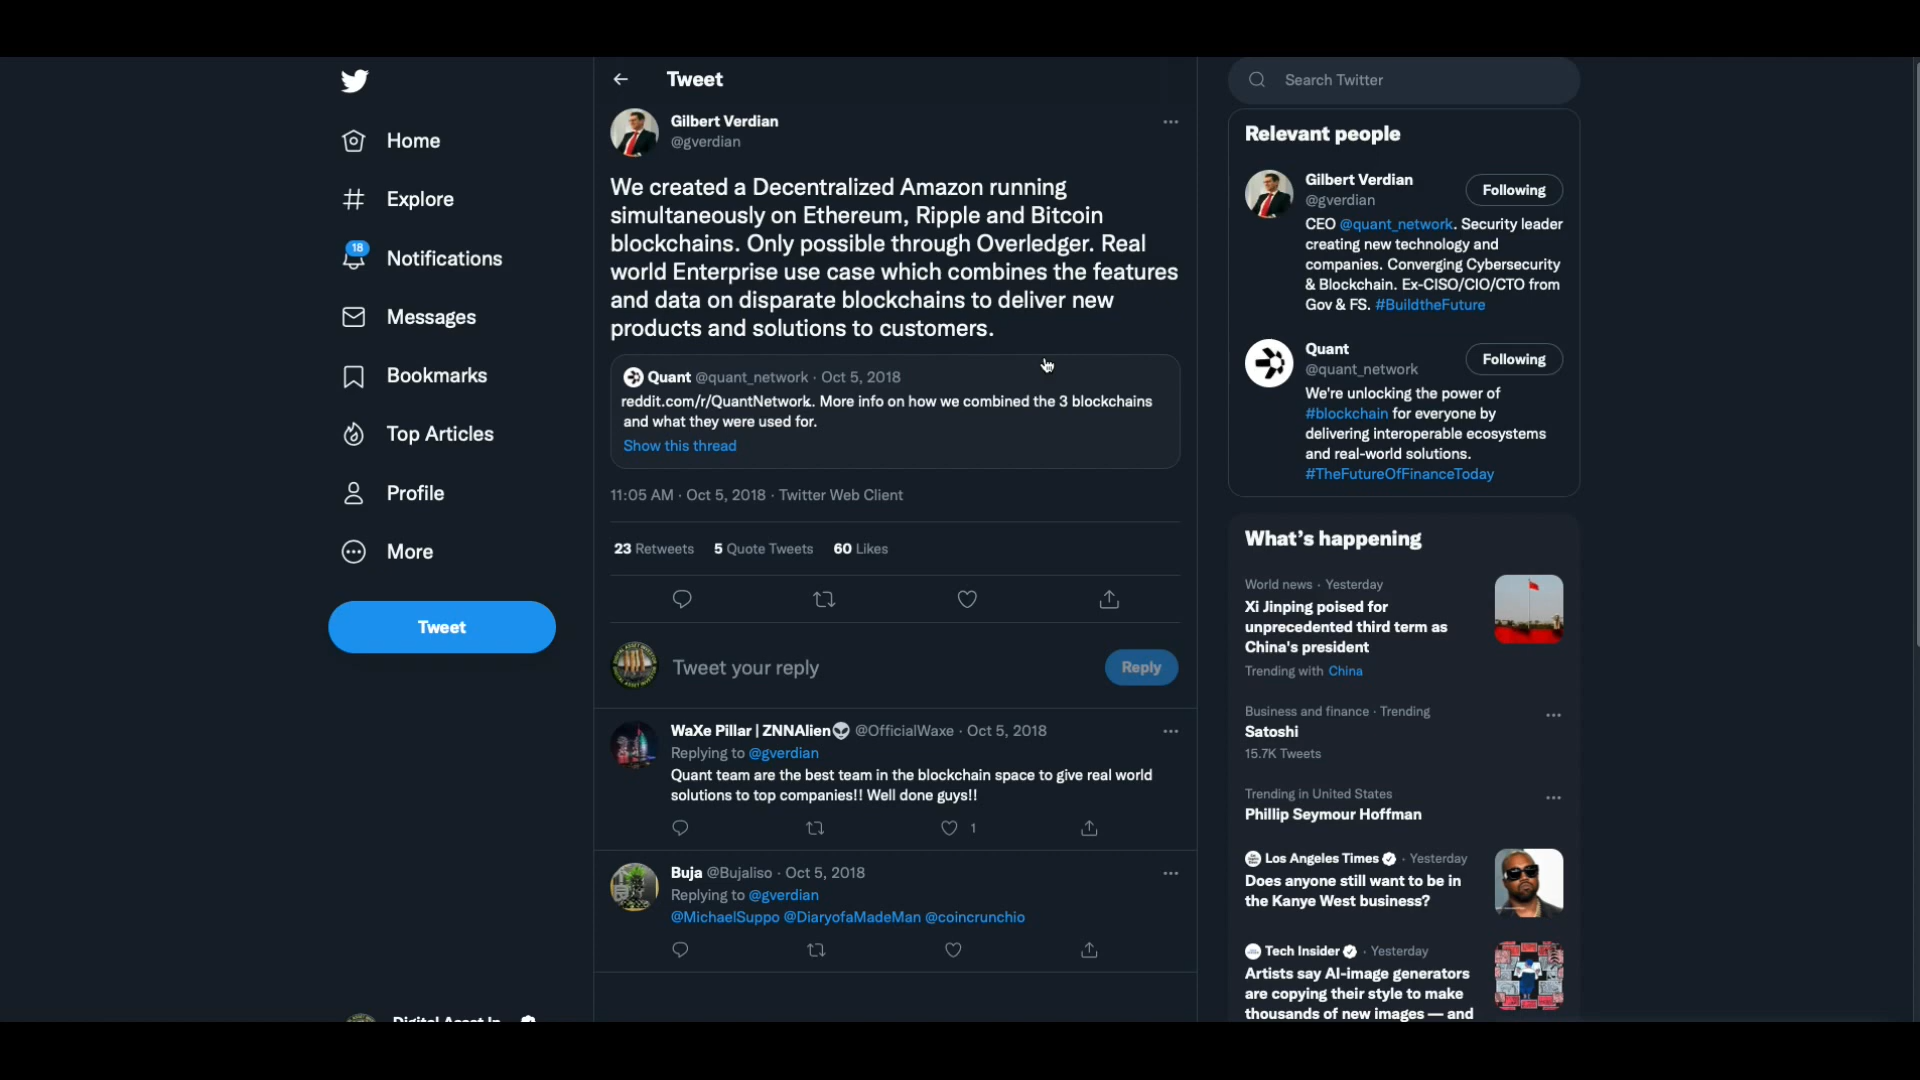 Home
Explore
18
Notifications
Messages
Bookmarks
Top Articles
Profile
More
Tweet
Tweet
Gilbert Verdian
@gverdian
We created a Decentralized Amazon running
simultaneously on Ethereum, Ripple and Bitcoin
blockchains. Only possible through Overledger. Real
world Enterprise use case which combines the features
and data on disparate blockchains to deliver new
products and solutions to customers.
Quant @quant_network · Oct 5, 2018
reddit.com/r/QuantNetwork.. More info on how we combined the 3 blockchains
and what they were used for.
Show this thread
11:05 AM · Oct 5, 2018 · Twitter Web Client
23 Retweets 5 Quote Tweets 60 Likes
Tweet your reply
Reply
WaXe Pillar | ZNNAlien @OfficialWaxe · Oct 5, 2018
Replying to @gverdian
Quant team are the best team in the blockchain space to give real world
solutions to top companies!! Well done guys!!
1
Buja @Bujaliso · Oct 5, 2018
Replying to @gverdian
@MichaelSuppo @DiaryofaMadeMan @coincrunchio
Search Twitter
Relevant people
Gilbert Verdian
@gverdian
Following
CEO @quant_network. Security leader
creating new technology and
companies. Converging Cybersecurity
& Blockchain. Ex-CISO/CIO/CTO from
Gov & FS. #BuildtheFuture
Quant
@quant_network
Following
We're unlocking the power of
#blockchain for everyone by
delivering interoperable ecosystems
and real-world solutions.
#TheFutureOfFinanceToday
What's happening
World news · Yesterday
Xi Jinping poised for
unprecedented third term as
China's president
Trending with China
Business and finance · Trending
Satoshi
15.7K Tweets
Trending in United States
Phillip Seymour Hoffman
Los Angeles Times · Yesterday
Does anyone still want to be in
the Kanye West business?
Tech Insider · Yesterday
Artists say AI-image generators
are copying their style to make
thousands of new images — and